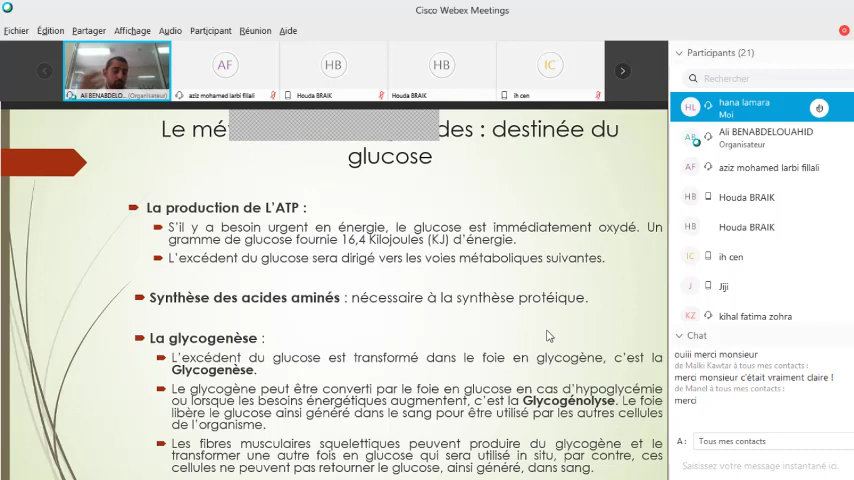 Cisco Webex Meetings
Fichier Édition Partager Affichage Audio Participant Réunion Aide
AF HB HB IC
Ali BENABDELO... (Organisateur) aziz mohamed larbi fillali Houda BRAIK Houda BRAIK ih cen
Le mé des : destinée du
glucose
La production de L'ATP :
S'il y a besoin urgent en énergie, le glucose est immédiatement oxydé. Un
gramme de glucose fournie 16,4 Kilojoules (KJ) d'énergie.
L'excédent du glucose sera dirigé vers les voies métaboliques suivantes.
Synthèse des acides aminés : nécessaire à la synthèse protéique.
La glycogenèse :
L'excédent du glucose est transformé dans le foie en glycogène, c'est la
Glycogenèse.
Le glycogène peut être converti par le foie en glucose en cas d'hypoglycémie
ou lorsque les besoins énergétiques augmentent, c'est la Glycogénolyse. Le foie
libère le glucose ainsi généré dans le sang pour être utilisé par les autres cellules
de l'organisme.
Les fibres musculaires squelettiques peuvent produire du glycogène et le
transformer une autre fois en glucose qui sera utilisé in situ, par contre, ces
cellules ne peuvent pas retourner le glucose, ainsi généré, dans sang.
Participants (21)
Rechercher
HL hana lamara
Moi
Ali BENABDELOUAHID
Organisateur
AF aziz mohamed larbi fillali
HB Houda BRAIK
HB Houda BRAIK
IC ih cen
J Jiji
KZ kihal fatima zohra
Chat
ouiii merci monsieur
de Malki Kawtar à tous mes contacts :
merci monsieur c'était vraiment claire !
de Manel à tous mes contacts :
merci
A : Tous mes contacts
Saisissez votre message instantané ici.